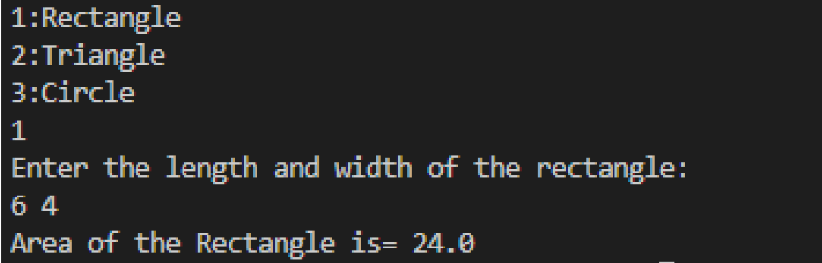 1:Rectangle
2:Triangle
3:Circle
1
Enter the length and width of the rectangle:
6 4
Area of the Rectangle is= 24.0